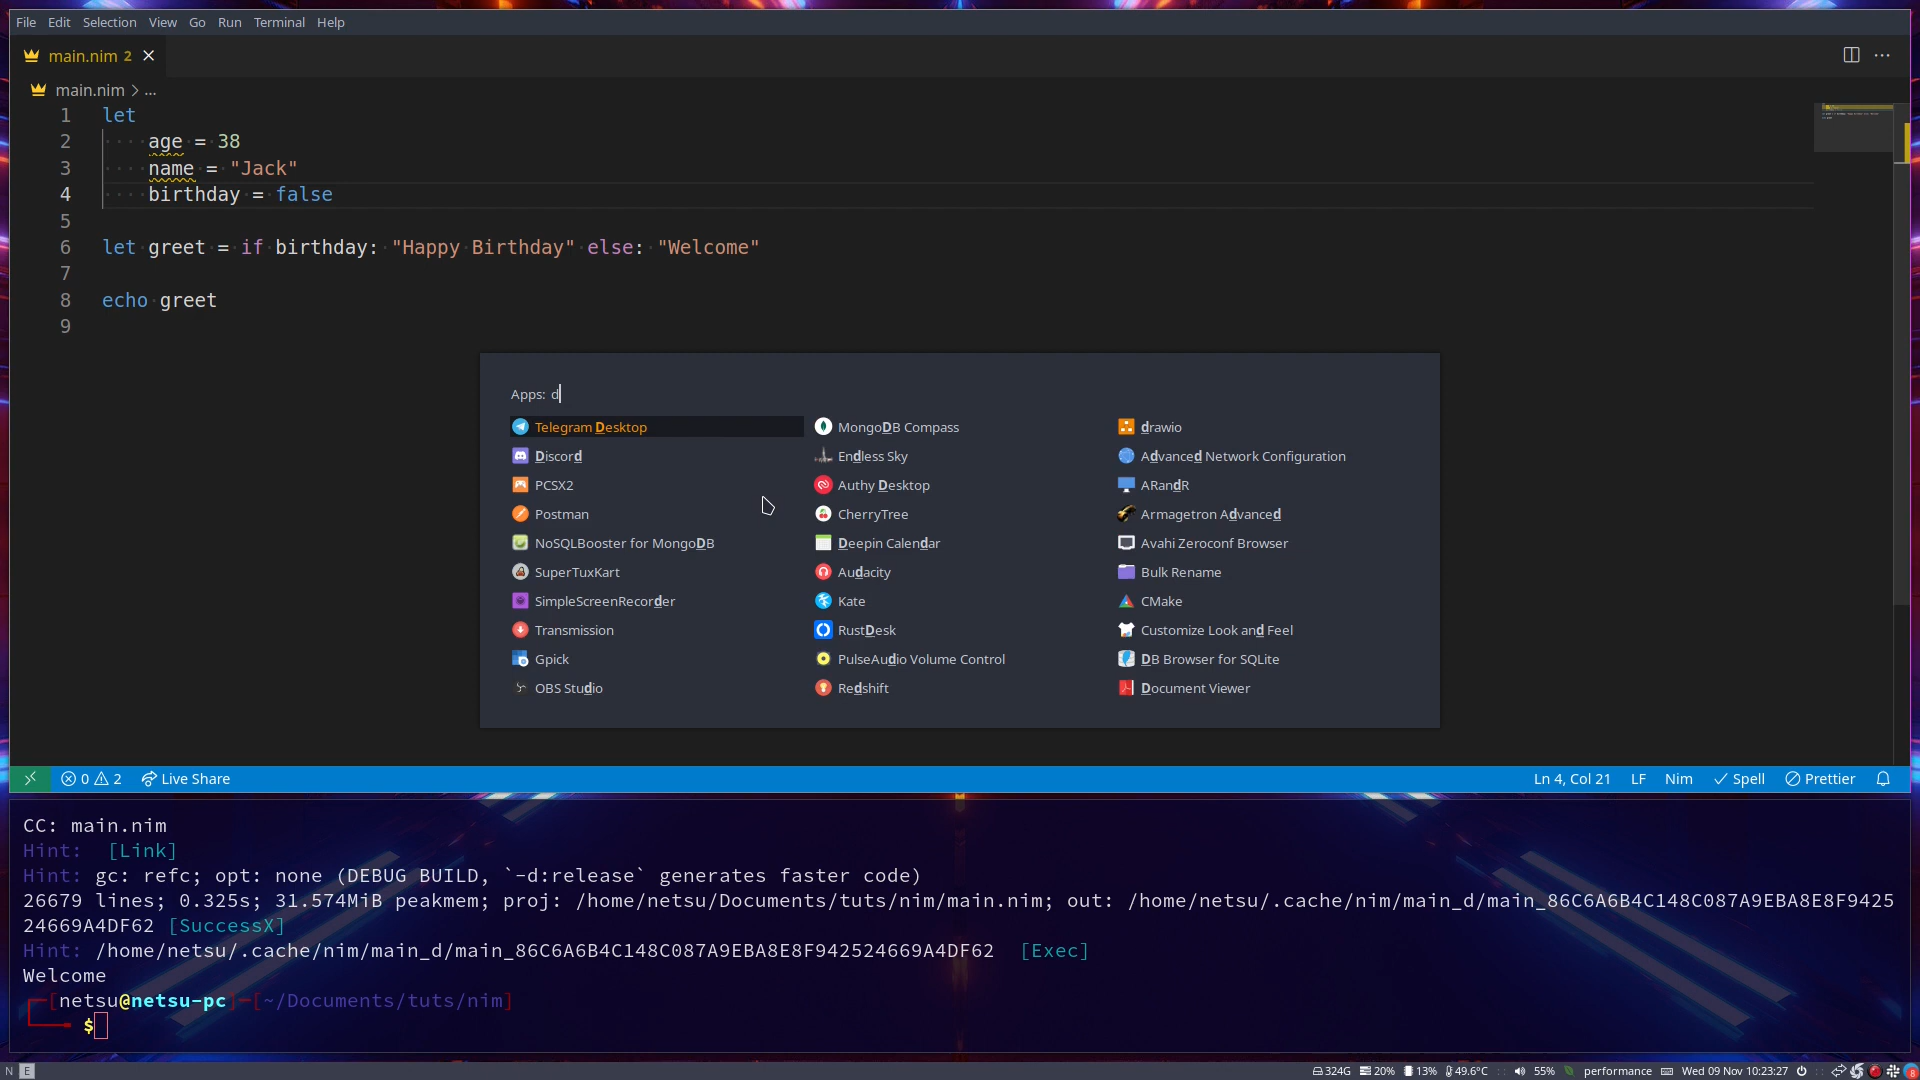 File Edit Selection View Go Run Terminal Help
main.nim 2
main.nim > ...
1 let
2 age = 38
3 name = "Jack"
4 birthday = false
5
6 let greet = if birthday: "Happy Birthday" else: "Welcome"
7
8 echo greet
9
Apps: d
Telegram Desktop MongoDB Compass drawio
Discord Endless Sky Advanced Network Configuration
PCSX2 Authy Desktop ARandR
Postman CherryTree Armagetron Advanced
NoSQLBooster for MongoDB Deepin Calendar Avahi Zeroconf Browser
SuperTuxKart Audacity Bulk Rename
SimpleScreenRecorder Kate CMake
Transmission RustDesk Customize Look and Feel
Gpick PulseAudio Volume Control DB Browser for SQLite
OBS Studio Redshift Document Viewer
0 2 Live Share Ln 4, Col 21 LF Nim Spell Prettier
CC: main.nim
Hint: [Link]
Hint: gc: refc; opt: none (DEBUG BUILD, `-d:release` generates faster code)
26679 lines; 0.325s; 31.574MiB peakmem; proj: /home/netsu/Documents/tuts/nim/main.nim; out: /home/netsu/.cache/nim/main_d/main_86C6A6B4C148C087A9EBA8E8F9425
24669A4DF62 [SuccessX]
Hint: /home/netsu/.cache/nim/main_d/main_86C6A6B4C148C087A9EBA8E8F942524669A4DF62 [Exec]
Welcome
[netsu@netsu-pc]-[~/Documents/tuts/nim]
$
N E 324G 20% 13% 49.6°C 55% performance Wed 09 Nov 10:23:27 8